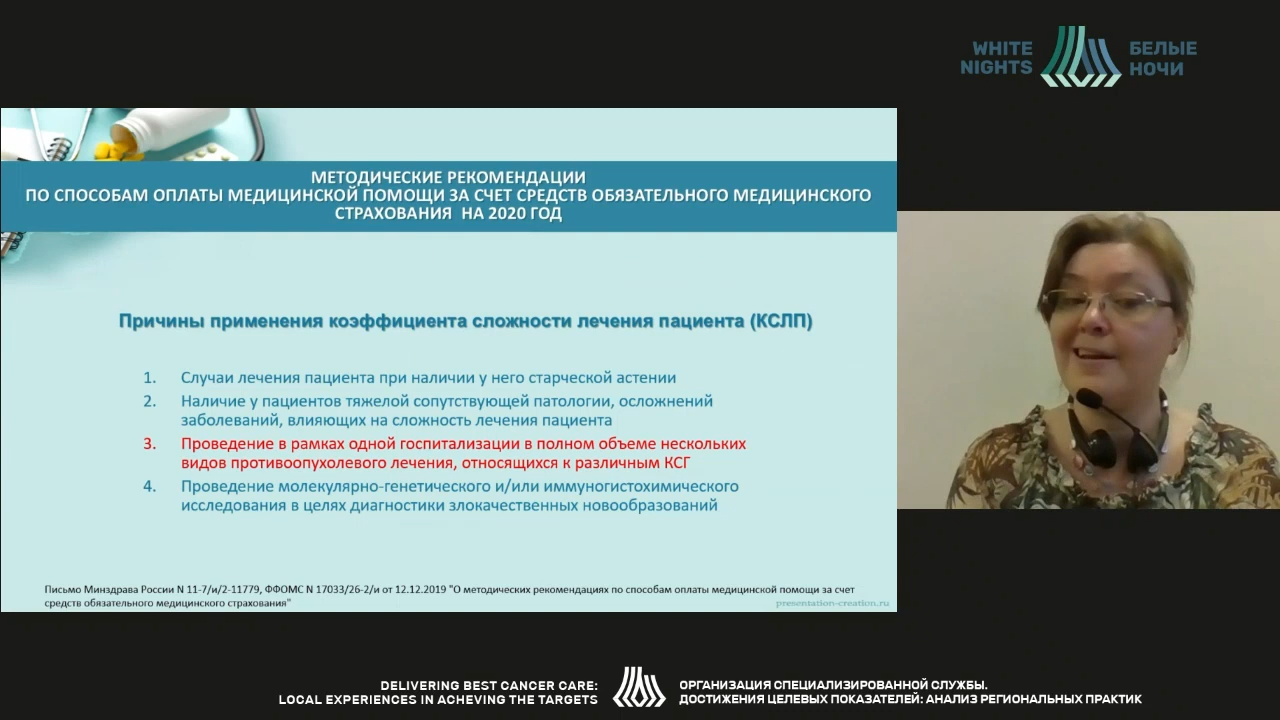 WHITE
NIGHTS
БЕЛЫЕ
НОЧИ
МЕТОДИЧЕСКИЕ РЕКОМЕНДАЦИИ
ПО СПОСОБАМ ОПЛАТЫ МЕДИЦИНСКОЙ ПОМОЩИ ЗА СЧЕТ СРЕДСТВ ОБЯЗАТЕЛЬНОГО МЕДИЦИНСКОГО
СТРАХОВАНИЯ НА 2020 ГОД
Причины применения коэффициента сложности лечения пациента (КСЛП)
1. Случаи лечения пациента при наличии у него старческой астении
2. Наличие у пациентов тяжелой сопутствующей патологии, осложнений
заболеваний, влияющих на сложность лечения пациента
3. Проведение в рамках одной госпитализации в полном объеме нескольких
видов противоопухолевого лечения, относящихся к различным КСГ
4. Проведение молекулярно-генетического и/или иммуногистохимического
исследования в целях диагностики злокачественных новообразований
Письмо Минздрава России N 11-7/и/2-11779, ФФОМС N 17033/26-2/и от 12.12.2019 "О методических рекомендациях по способам оплаты медицинской помощи за счет
средств обязательного медицинского страхования"
presentation-creation.ru
DELIVERING BEST CANCER CARE:
LOCAL EXPERIENCES IN ACHEVING THE TARGETS
ОРГАНИЗАЦИЯ СПЕЦИАЛИЗИРОВАННОЙ СЛУЖБЫ.
ДОСТИЖЕНИЯ ЦЕЛЕВЫХ ПОКАЗАТЕЛЕЙ: АНАЛИЗ РЕГИОНАЛЬНЫХ ПРАКТИК